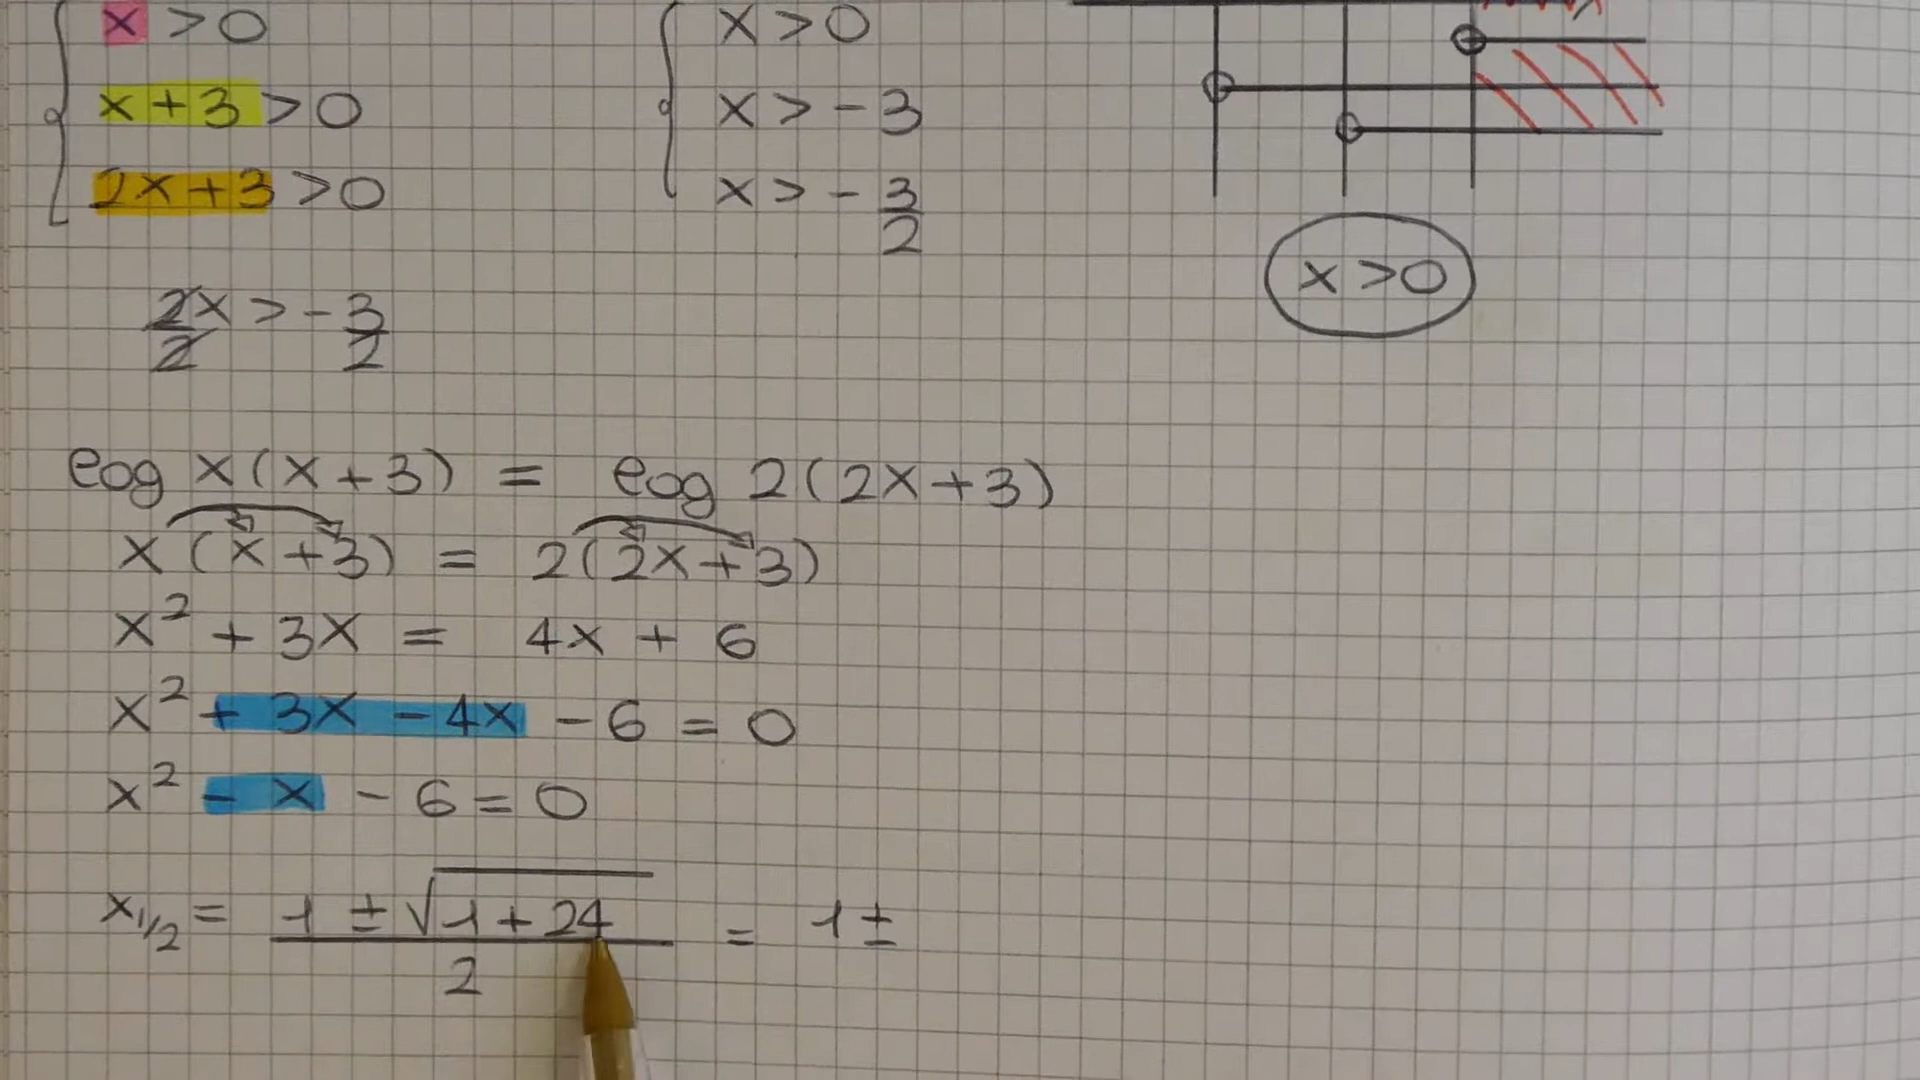 x > 0
x + 3 > 0
2x + 3 > 0
x > 0
x > - 3
x > - 3/2
x > 0
2x/2 > - 3/2
log x(x + 3) = log 2(2x + 3)
x(x + 3) = 2(2x + 3)
x² + 3x = 4x + 6
x² + 3x - 4x - 6 = 0
x² - x - 6 = 0
x1/2 = (1 ± √1 + 24)/2 = 1 ±